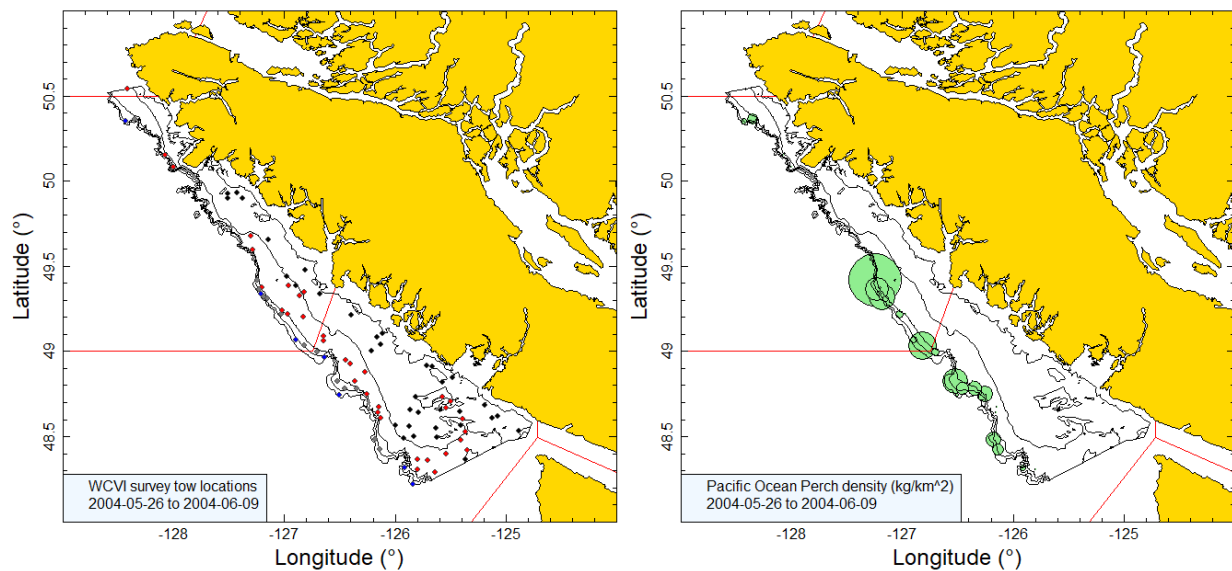 50.5
50
49.5
49
48.5
Latitude (°)
-128
-127
-126
-125
Longitude (°)
WCVI survey tow locations
2004-05-26 to 2004-06-09
50.5
50
49.5
49
48.5
Latitude (°)
-128
-127
-126
-125
Longitude (°)
Pacific Ocean Perch density (kg/km^2)
2004-05-26 to 2004-06-09